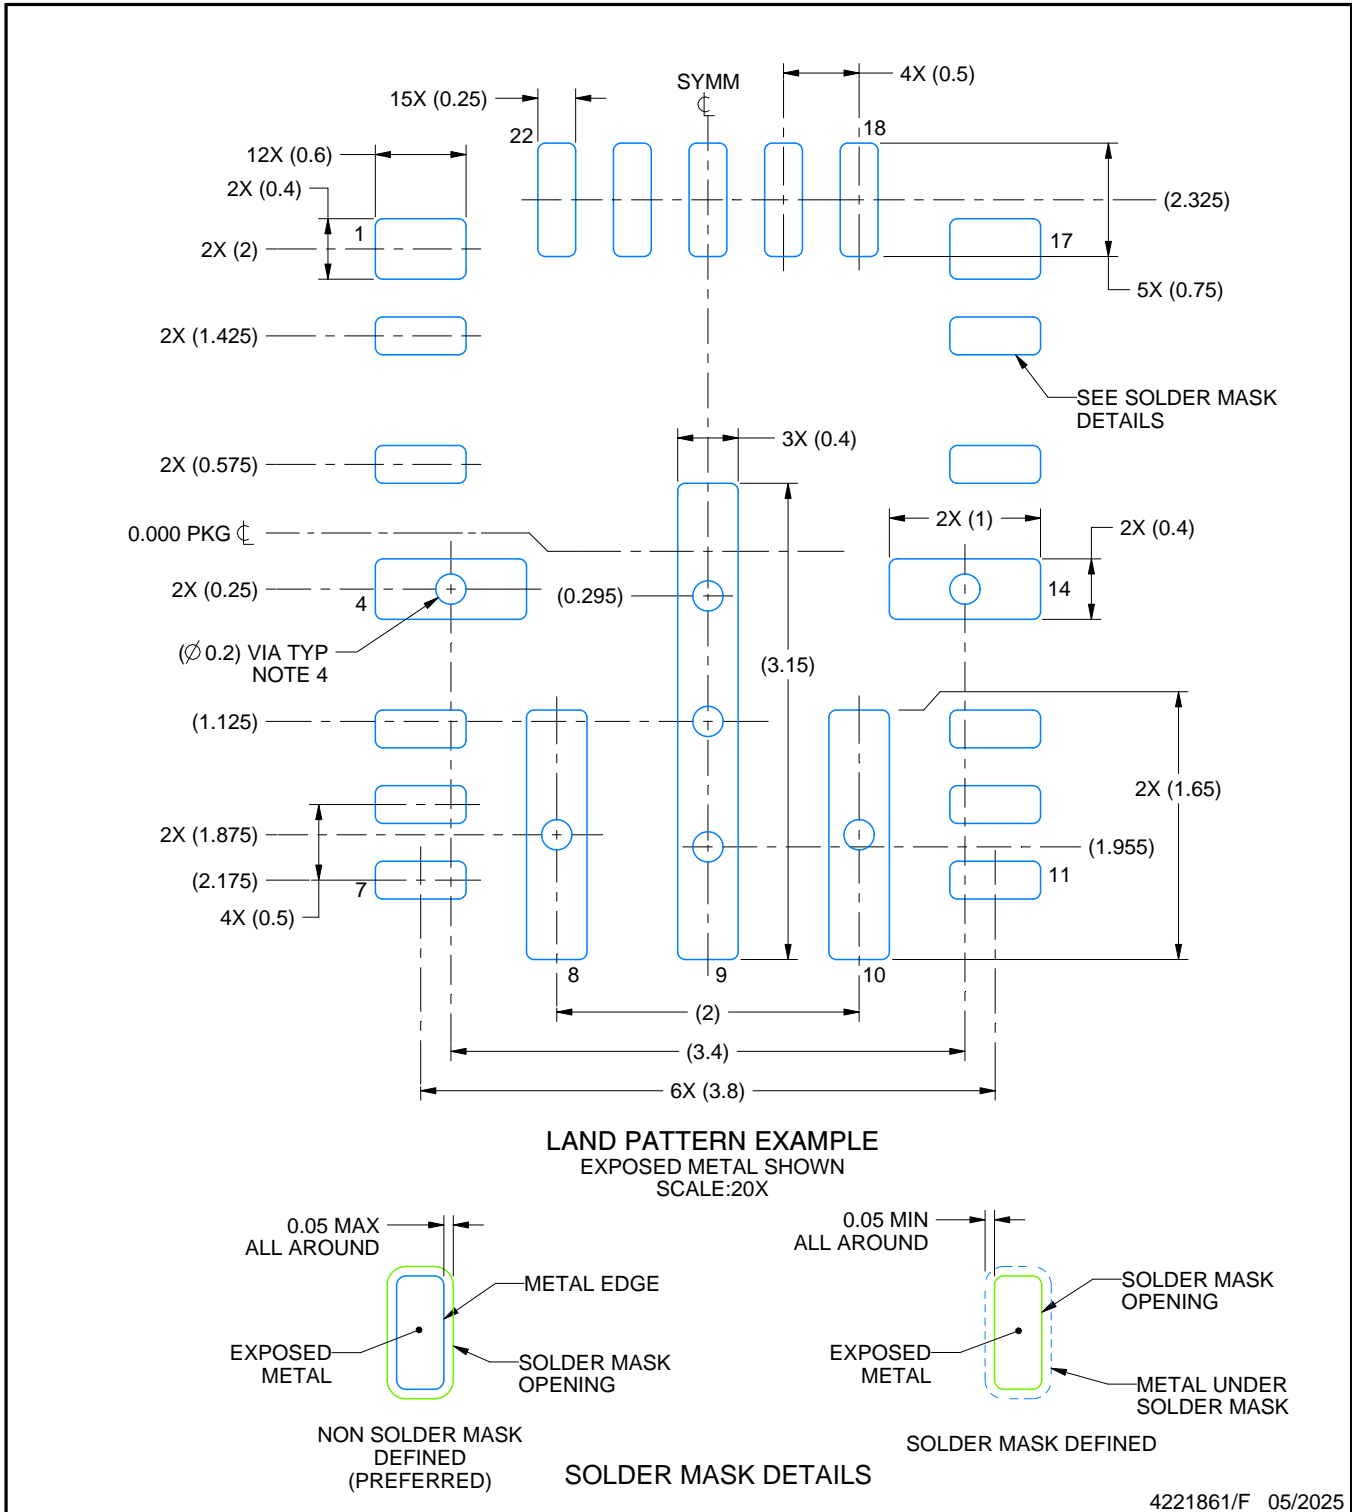 SYMM
℄
4X (0.5)
15X (0.25)
22
18
12X (0.6)
2X (0.4)
(2.325)
1
17
2X (2)
5X (0.75)
2X (1.425)
SEE SOLDER MASK
DETAILS
3X (0.4)
2X (0.575)
2X (1)
2X (0.4)
0.000 PKG ℄
2X (0.25)
4
(0.295)
14
(∅ 0.2) VIA TYP
NOTE 4
(3.15)
(1.125)
2X (1.65)
2X (1.875)
(1.955)
(2.175)
7
11
4X (0.5)
8
9
10
(2)
(3.4)
6X (3.8)
LAND PATTERN EXAMPLE
EXPOSED METAL SHOWN
SCALE:20X
0.05 MAX
ALL AROUND
METAL EDGE
EXPOSED
METAL
SOLDER MASK
OPENING
NON SOLDER MASK
DEFINED
(PREFERRED)
0.05 MIN
ALL AROUND
SOLDER MASK
OPENING
EXPOSED
METAL
METAL UNDER
SOLDER MASK
SOLDER MASK DEFINED
SOLDER MASK DETAILS
4221861/F 05/2025